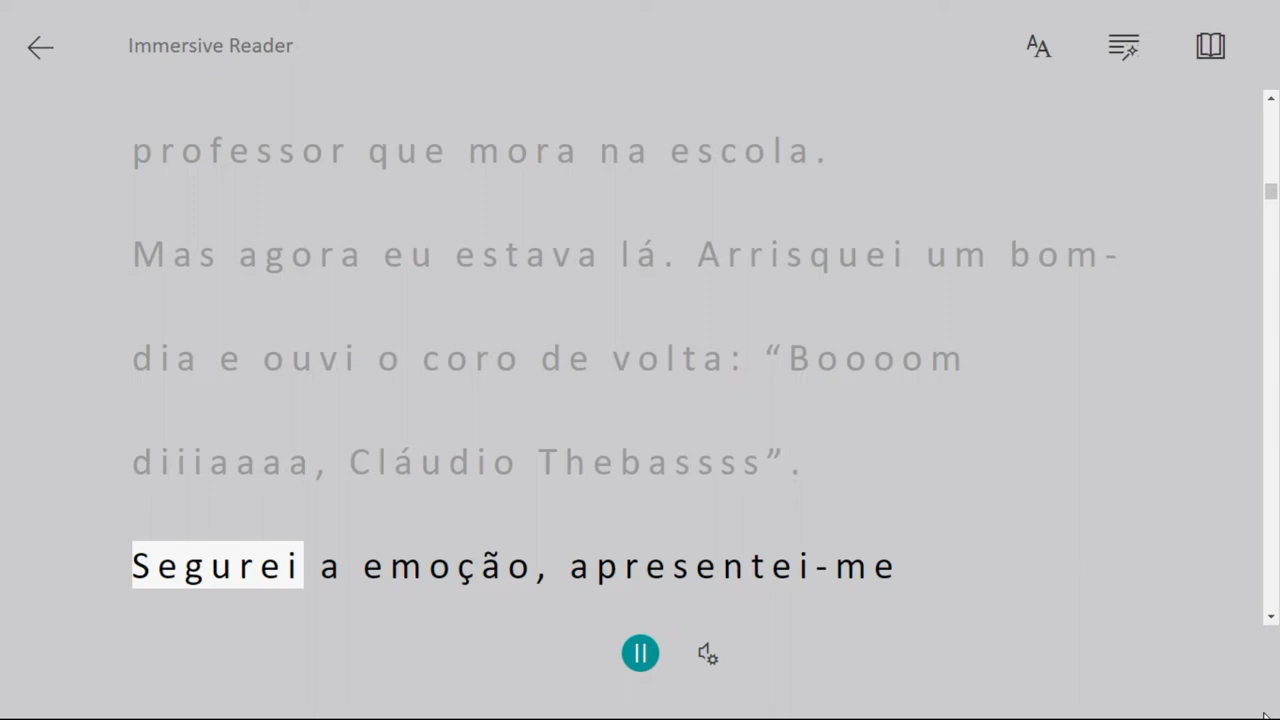 Immersive Reader
professor que mora na escola.
Mas agora eu estava lá. Arrisquei um bom-
dia e ouvi o coro de volta: “Boooom
diiiaaaa, Cláudio Thebassss”.
Segurei a emoção, apresentei-me